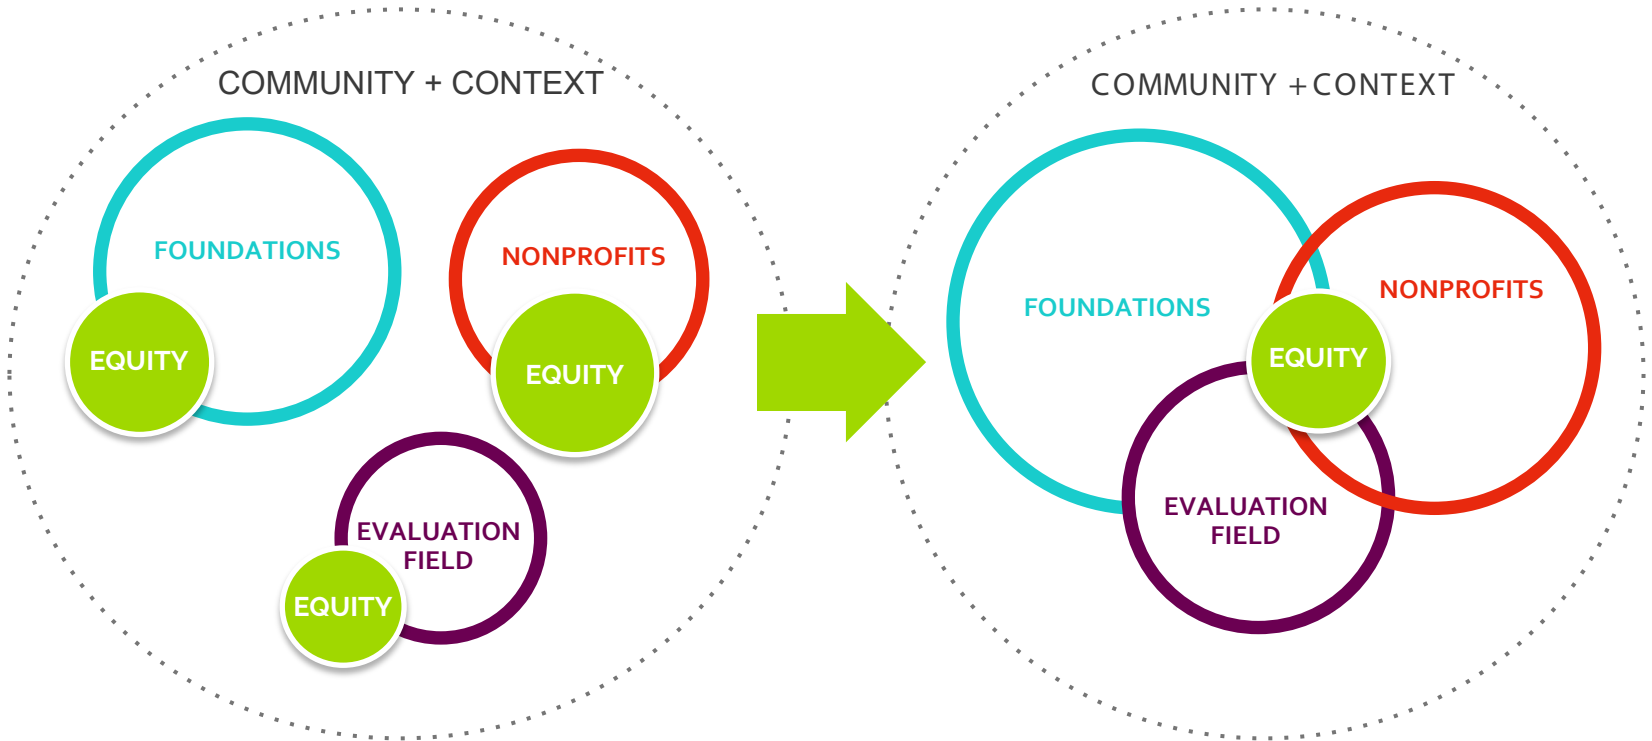 COMMUNITY + CONTEXT
FOUNDATIONS
NONPROFITS
EQUITY
EQUITY
EVALUATION
FIELD
EQUITY
COMMUNITY + CONTEXT
FOUNDATIONS
NONPROFITS
EQUITY
EVALUATION
FIELD